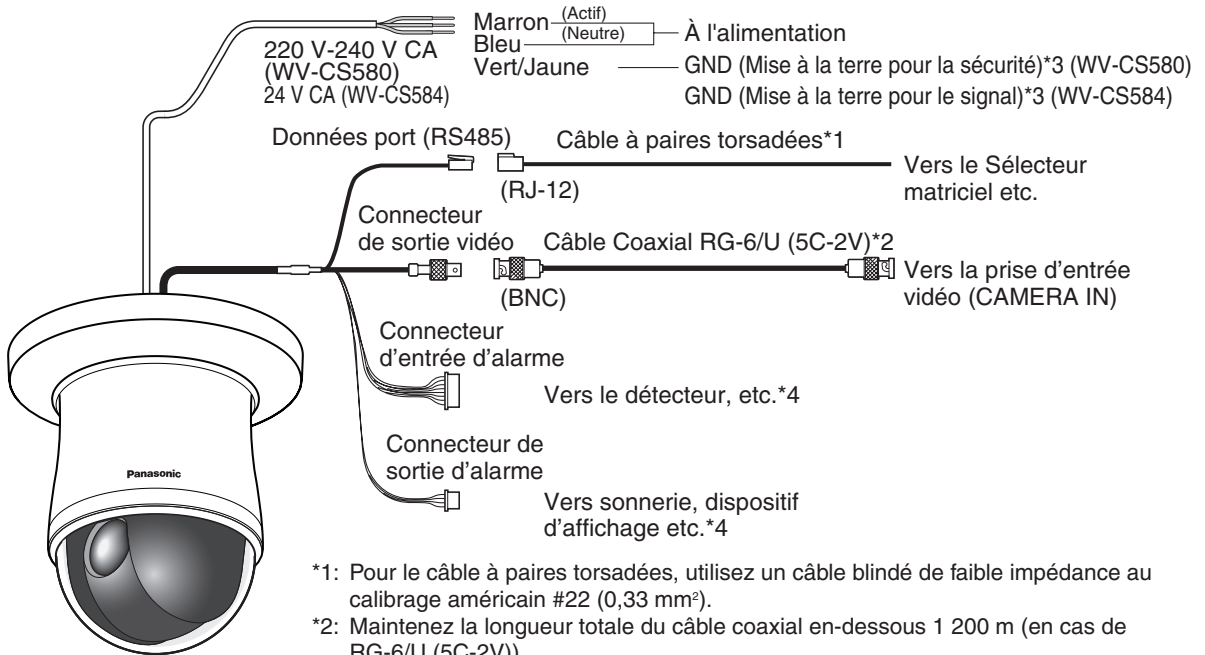 Marron (Actif)
Bleu (Neutre)
À l'alimentation
220 V-240 V CA
(WV-CS580)
24 V CA (WV-CS584)
Vert/Jaune
GND (Mise à la terre pour la sécurité)*3 (WV-CS580)
GND (Mise à la terre pour le signal)*3 (WV-CS584)
Données port (RS485)
Câble à paires torsadées*1
(RJ-12)
Vers le Sélecteur
matriciel etc.
Connecteur
de sortie vidéo
Câble Coaxial RG-6/U (5C-2V)*2
(BNC)
Vers la prise d'entrée
vidéo (CAMERA IN)
Connecteur
d'entrée d'alarme
Vers le détecteur, etc.*4
Connecteur de
sortie d'alarme
Vers sonnerie, dispositif
d'affichage etc.*4
Panasonic
*1: Pour le câble à paires torsadées, utilisez un câble blindé de faible impédance au
calibrage américain #22 (0,33 mm²).
*2: Maintenez la longueur totale du câble coaxial en-dessous 1 200 m (en cas de
RG-6/U (5C-2V))